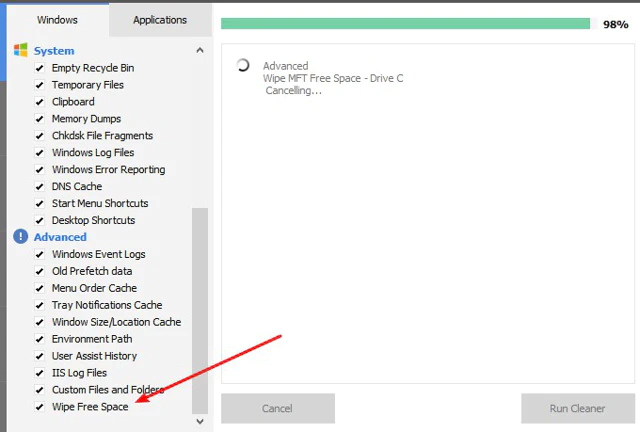 Windows
Applications
System
Empty Recycle Bin
Temporary Files
Clipboard
Memory Dumps
Chkdsk File Fragments
Windows Log Files
Windows Error Reporting
DNS Cache
Start Menu Shortcuts
Desktop Shortcuts
Advanced
Windows Event Logs
Old Prefetch data
Menu Order Cache
Tray Notifications Cache
Window Size/Location Cache
Environment Path
User Assist History
IIS Log Files
Custom Files and Folders
Wipe Free Space
98%
Advanced
Wipe MFT Free Space - Drive C
Cancelling...
Cancel
Run Cleaner